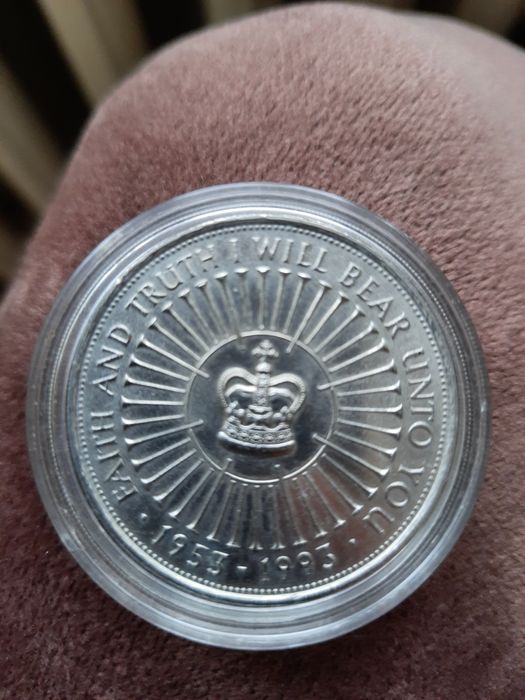 FAITH AND TRUTH I WILL BEAR UNTO YOU
· 1953 - 1993 ·